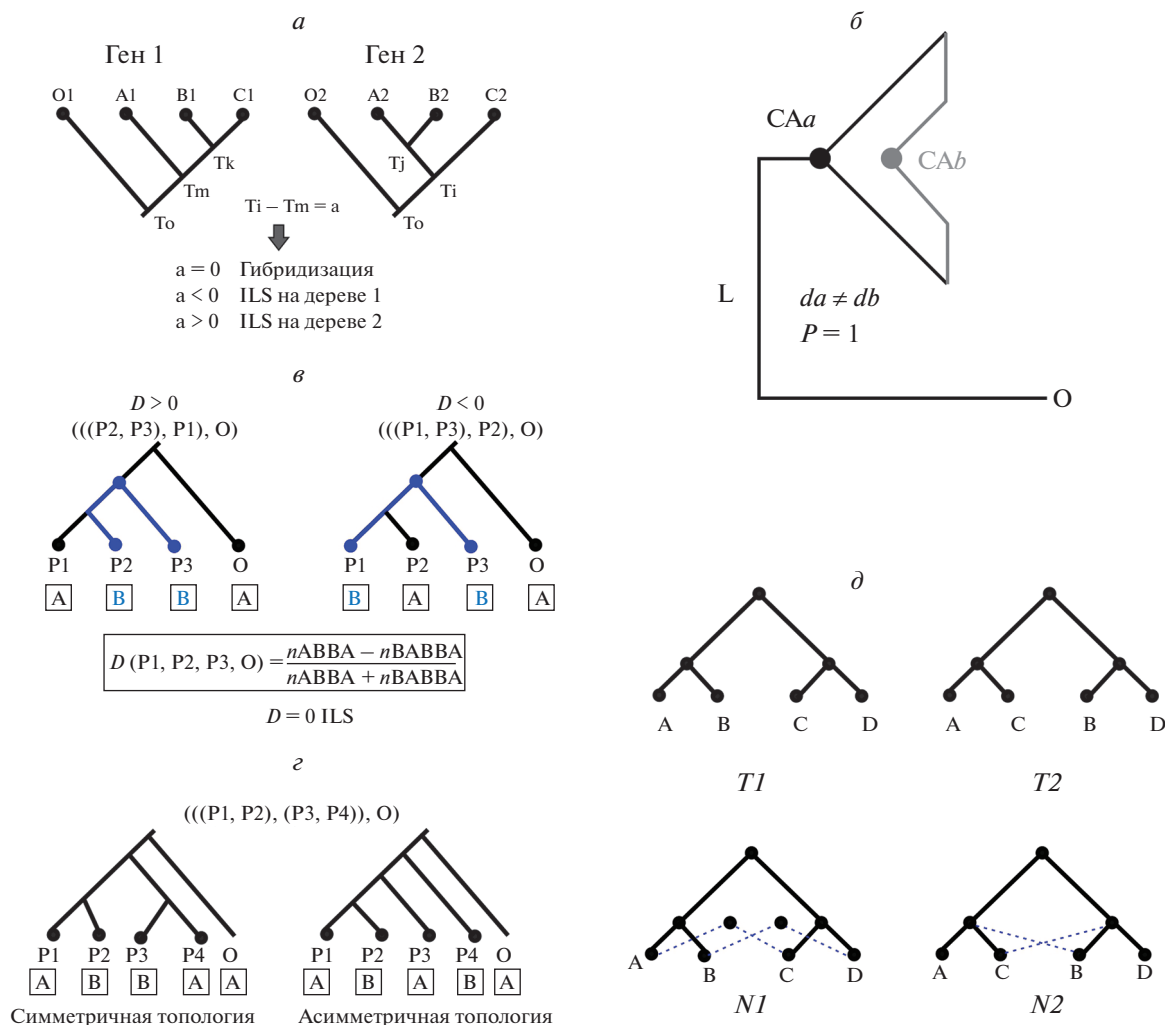 а
Ген 1
Ген 2
O1 A1 B1 C1
O2 A2 B2 C2
Tk
Tj
Tm
Ti
To
To
Ti – Tm = a
a = 0 Гибридизация
a < 0 ILS на дереве 1
a > 0 ILS на дереве 2
б
CAa
CAb
L
da ≠ db
P = 1
O
в
D > 0
(((P2, P3), P1), O)
D < 0
(((P1, P3), P2), O)
P1 P2 P3 O
A B B A
P1 P2 P3 O
B A B A
D (P1, P2, P3, O) = nABBA – nBABBA
nABBA + nBABBA
D = 0 ILS
г
(((P1, P2), (P3, P4)), O)
P1 P2 P3 P4 O
A B B A A
Симметричная топология
P1 P2 P3 P4 O
A B A B A
Асимметричная топология
д
A B C D
T1
A C B D
T2
A B C D
N1
A C B D
N2